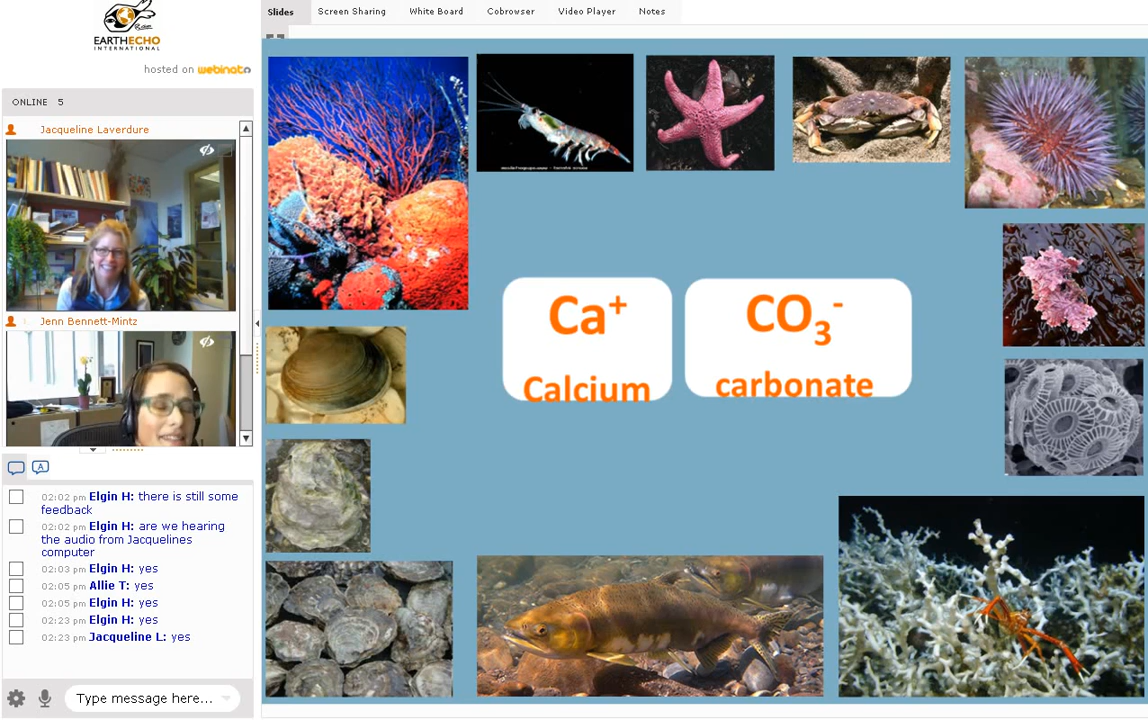 EARTHECHO
INTERNATIONAL
hosted on webinato
ONLINE 5
Jacqueline Laverdure
Jenn Bennett-Mintz
02:02 pm Elgin H: there is still some
feedback
02:02 pm Elgin H: are we hearing
the audio from Jacquelines
computer
02:03 pm Elgin H: yes
02:05 pm Allie T: yes
02:05 pm Elgin H: yes
02:23 pm Elgin H: yes
02:23 pm Jacqueline L: yes
Type message here...
Slides Screen Sharing White Board Cobrowser Video Player Notes
Ca+
Calcium
CO3-
carbonate